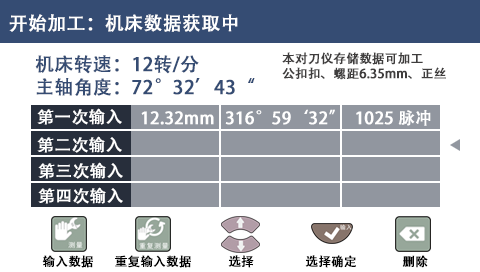 开始加工：机床数据获取中
机床转速：12转/分
主轴角度：72°32′43“
本对刀仪存储数据可加工
公扣扣、螺距6.35mm、正丝
第一次输入 12.32mm 316°59‘32” 1025 脉冲
第二次输入
第三次输入
第四次输入
测量 重复测量 输入
输入数据 重复输入数据 选择 选择确定 删除